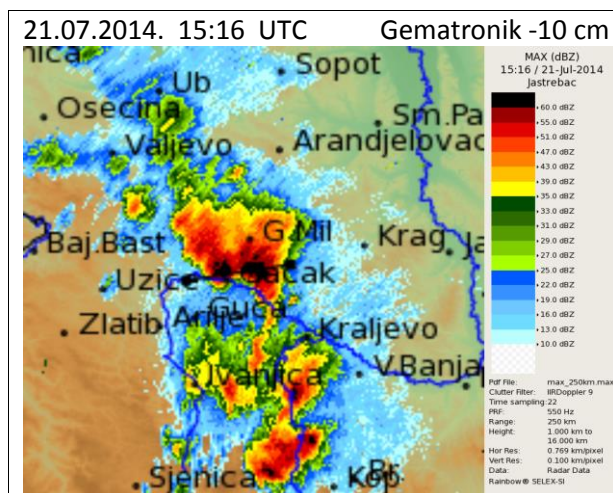 21.07.2014. 15:16 UTC Gematronik -10 cm
MAX (dBZ)
15:16 / 21-Jul-2014
Jastrebac
60.0 dBZ
55.0 dBZ
51.0 dBZ
47.0 dBZ
43.0 dBZ
39.0 dBZ
33.0 dBZ
31.0 dBZ
29.0 dBZ
27.0 dBZ
25.0 dBZ
22.0 dBZ
19.0 dBZ
16.0 dBZ
13.0 dBZ
10.0 dBZ
Pdf File: max_250km.max
Clutter Filter: IIRDoppler 9
Time sampling: 22
PRF: 550 Hz
Range: 250 km
Height: 1.000 km to
16.000 km
Hor Res: 0.769 km/pixel
Vert Res: 0.100 km/pixel
Data: Radar Data
Rainbow® SELEX-SI
nica
Sopot
Ub
Osecina
Sm.Pa
Valjevo
Arandjelovac
G.Mil
Baj.Bast
Krag
Ja
Uzice
Cacak
Guca
Zlatib
Arilje
Kraljevo
Ivanjica
V.Banja
Sjenica
Kop
Br